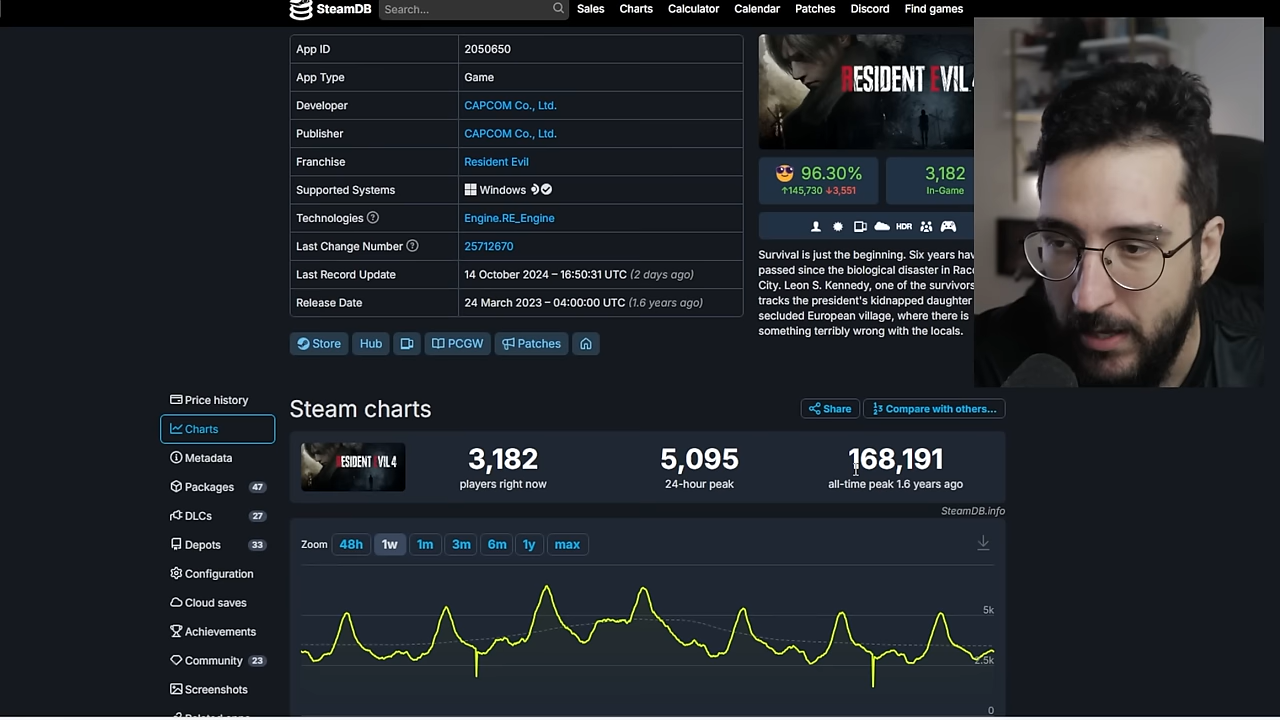 SteamDB
Search...
Sales
Charts
Calculator
Calendar
Patches
Discord
Find games
App ID 2050650
App Type Game
Developer CAPCOM Co., Ltd.
Publisher CAPCOM Co., Ltd.
Franchise Resident Evil
Supported Systems Windows
Technologies Engine.RE_Engine
Last Change Number 25712670
Last Record Update 14 October 2024 – 16:50:31 UTC (2 days ago)
Release Date 24 March 2023 – 04:00:00 UTC (1.6 years ago)
Store
Hub
PCGW
Patches
RESIDENT EVIL 4
96.30%
↑145,730 ↓3,551
3,182
In-Game
HDR
Survival is just the beginning. Six years hav
passed since the biological disaster in Racc
City. Leon S. Kennedy, one of the survivors
tracks the president's kidnapped daughter
secluded European village, where there is
something terribly wrong with the locals.
Price history
Charts
Metadata
Packages 47
DLCs 27
Depots 33
Configuration
Cloud saves
Achievements
Community 23
Screenshots
Steam charts
Share
Compare with others...
RESIDENT EVIL 4
3,182
players right now
5,095
24-hour peak
168,191
all-time peak 1.6 years ago
SteamDB.info
Zoom 48h 1w 1m 3m 6m 1y max
5k
2.5k
0